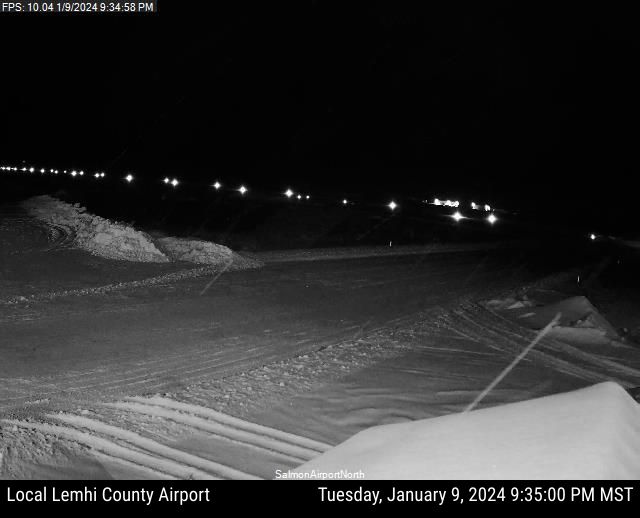 FPS: 10.04 1/9/2024 9:34:58 PM
SalmonAirportNorth
Local Lemhi County Airport Tuesday, January 9, 2024 9:35:00 PM MST